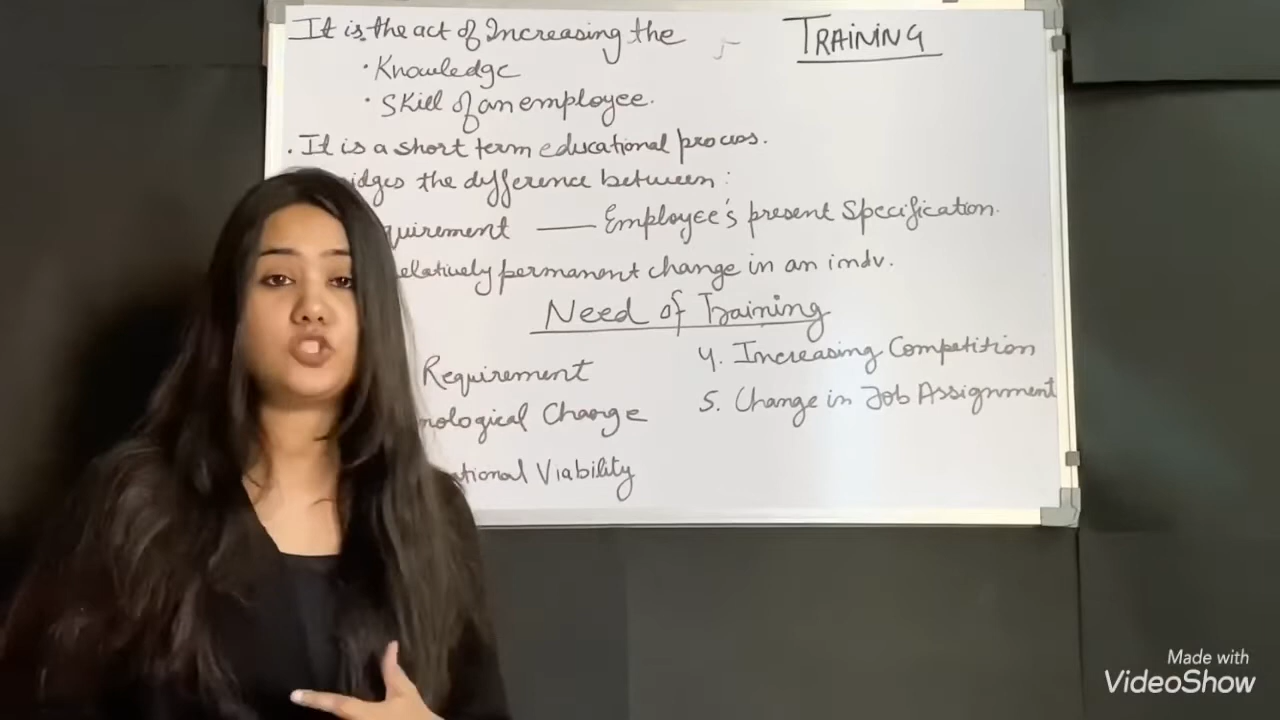 It is the act of Increasing the
TRAINING
• Knowledge
• Skill of an employee.
. It is a short term educational process.
idges the difference between :
quirement — Employee's present Specification.
elatively permanent change in an indv.
Need of Training
Requirement
nological Change
ational Viability
4. Increasing Competition
5. Change in Job Assignment
Made with
VideoShow